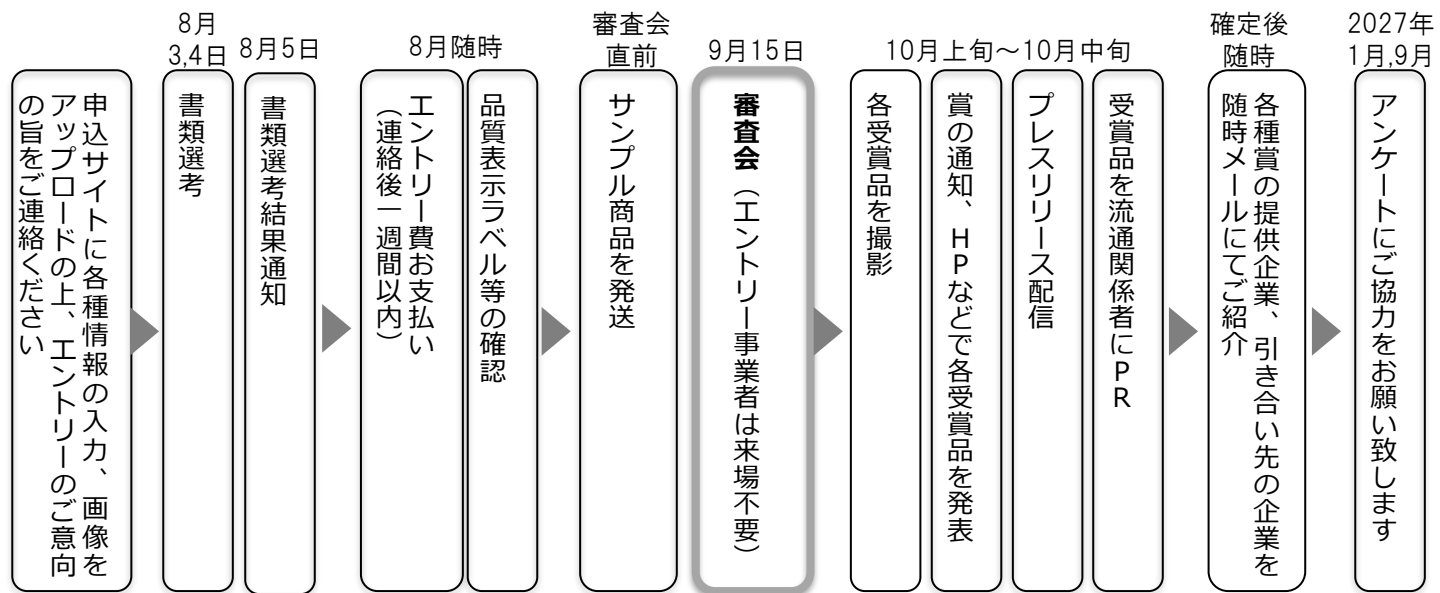 申込サイトに各種情報の入力、画像を
アップロードの上、エントリーのご意向
の旨をご連絡ください
8月
3,4日
書類選考
8月5日
書類選考結果通知
8月随時
エントリー費お支払い
（連絡後一週間以内）
品質表示ラベル等の確認
審査会
直前
サンプル商品を発送
9月15日
審査会（エントリー事業者は来場不要）
10月上旬～10月中旬
各受賞品を撮影
賞の通知、HPなどで各受賞品を発表
プレスリリース配信
受賞品を流通関係者にPR
確定後
随時
各種賞の提供企業、引き合い先の企業を
随時メールにてご紹介
2027年
1月,9月
アンケートにご協力をお願い致します